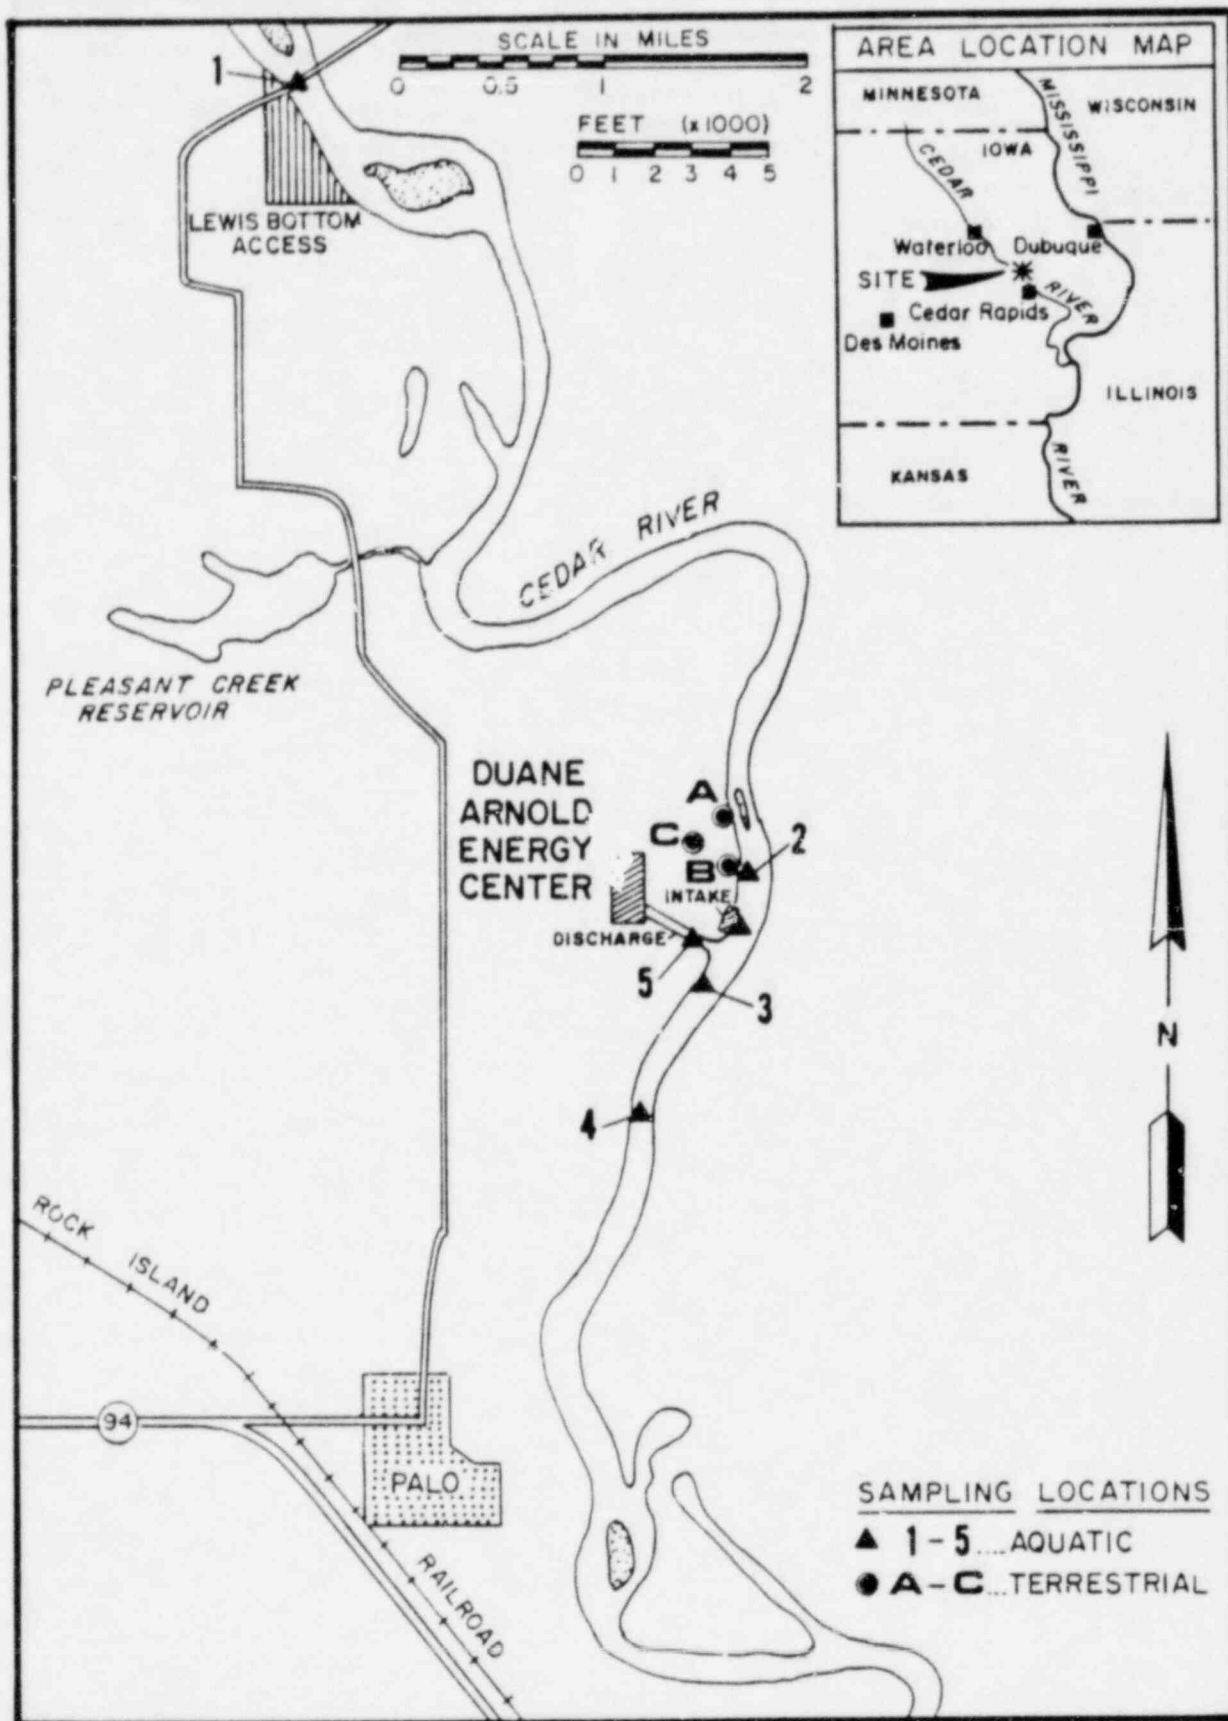 SCALE IN MILES
0 0.5 1 2
FEET (x1000)
0 1 2 3 4 5
AREA LOCATION MAP
MINNESOTA
WISCONSIN
MISSISSIPPI
IOWA
CEDAR
Waterloo
Dubuque
SITE
RIVER
Cedar Rapids
Des Moines
ILLINOIS
KANSAS
RIVER
1
LEWIS BOTTOM
ACCESS
CEDAR RIVER
PLEASANT CREEK
RESERVOIR
DUANE
ARNOLD
ENERGY
CENTER
A
C
B
2
INTAKE
DISCHARGE
5
3
4
N
ROCK ISLAND
RAILROAD
94
PALO
SAMPLING LOCATIONS
▲ 1-5....AQUATIC
● A-C...TERRESTRIAL